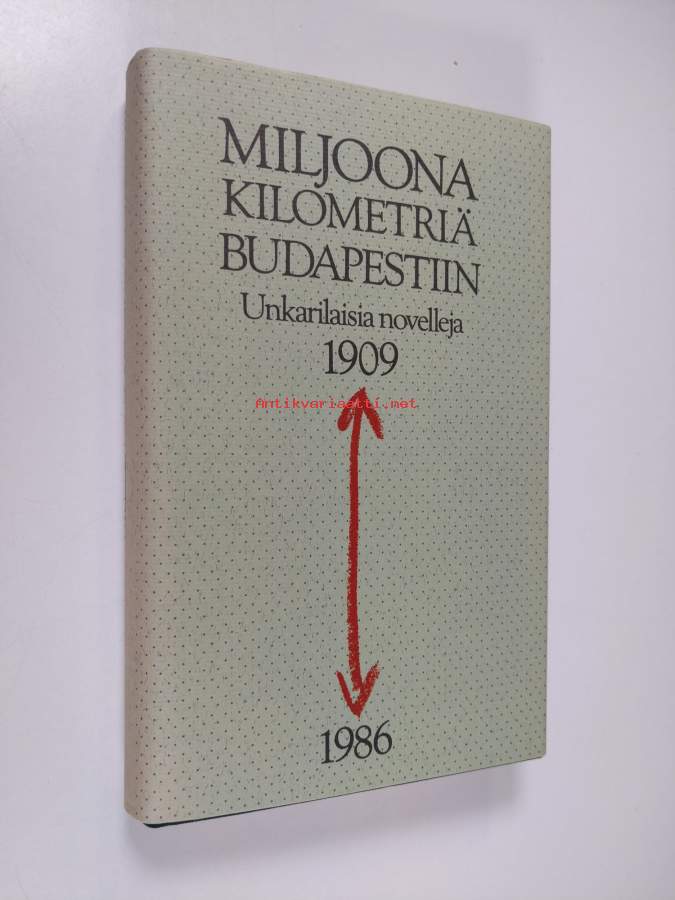 MILJOONA
KILOMETRIÄ
BUDAPESTIIN
Unkarilaisia novelleja
1909
Antikvariaatti.net
1986